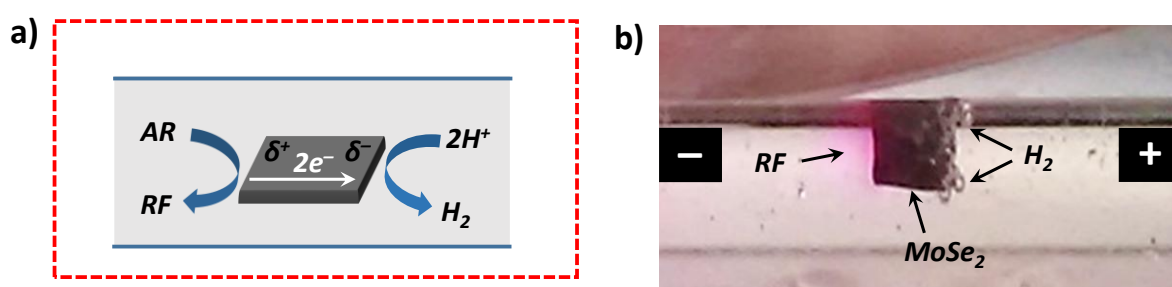 a)
AR
RF
δ⁺
δ⁻
2e⁻
2H⁺
H₂
b)
−
RF
MoSe₂
H₂
+